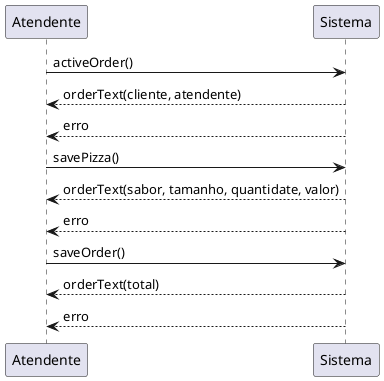 Atendente Sistema
activeOrder()
orderText(cliente, atendente)
erro
savePizza()
orderText(sabor, tamanho, quantidate, valor)
erro
saveOrder()
orderText(total)
erro
Atendente Sistema